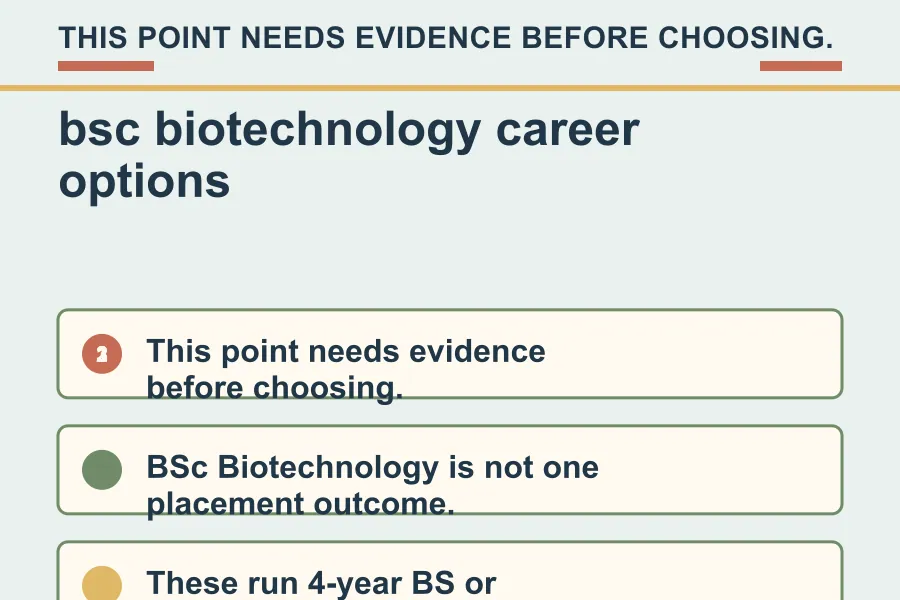 THIS POINT NEEDS EVIDENCE BEFORE CHOOSING.
bsc biotechnology career
options
This point needs evidence
before choosing.
BSc Biotechnology is not one
placement outcome.
These run 4-year BS or